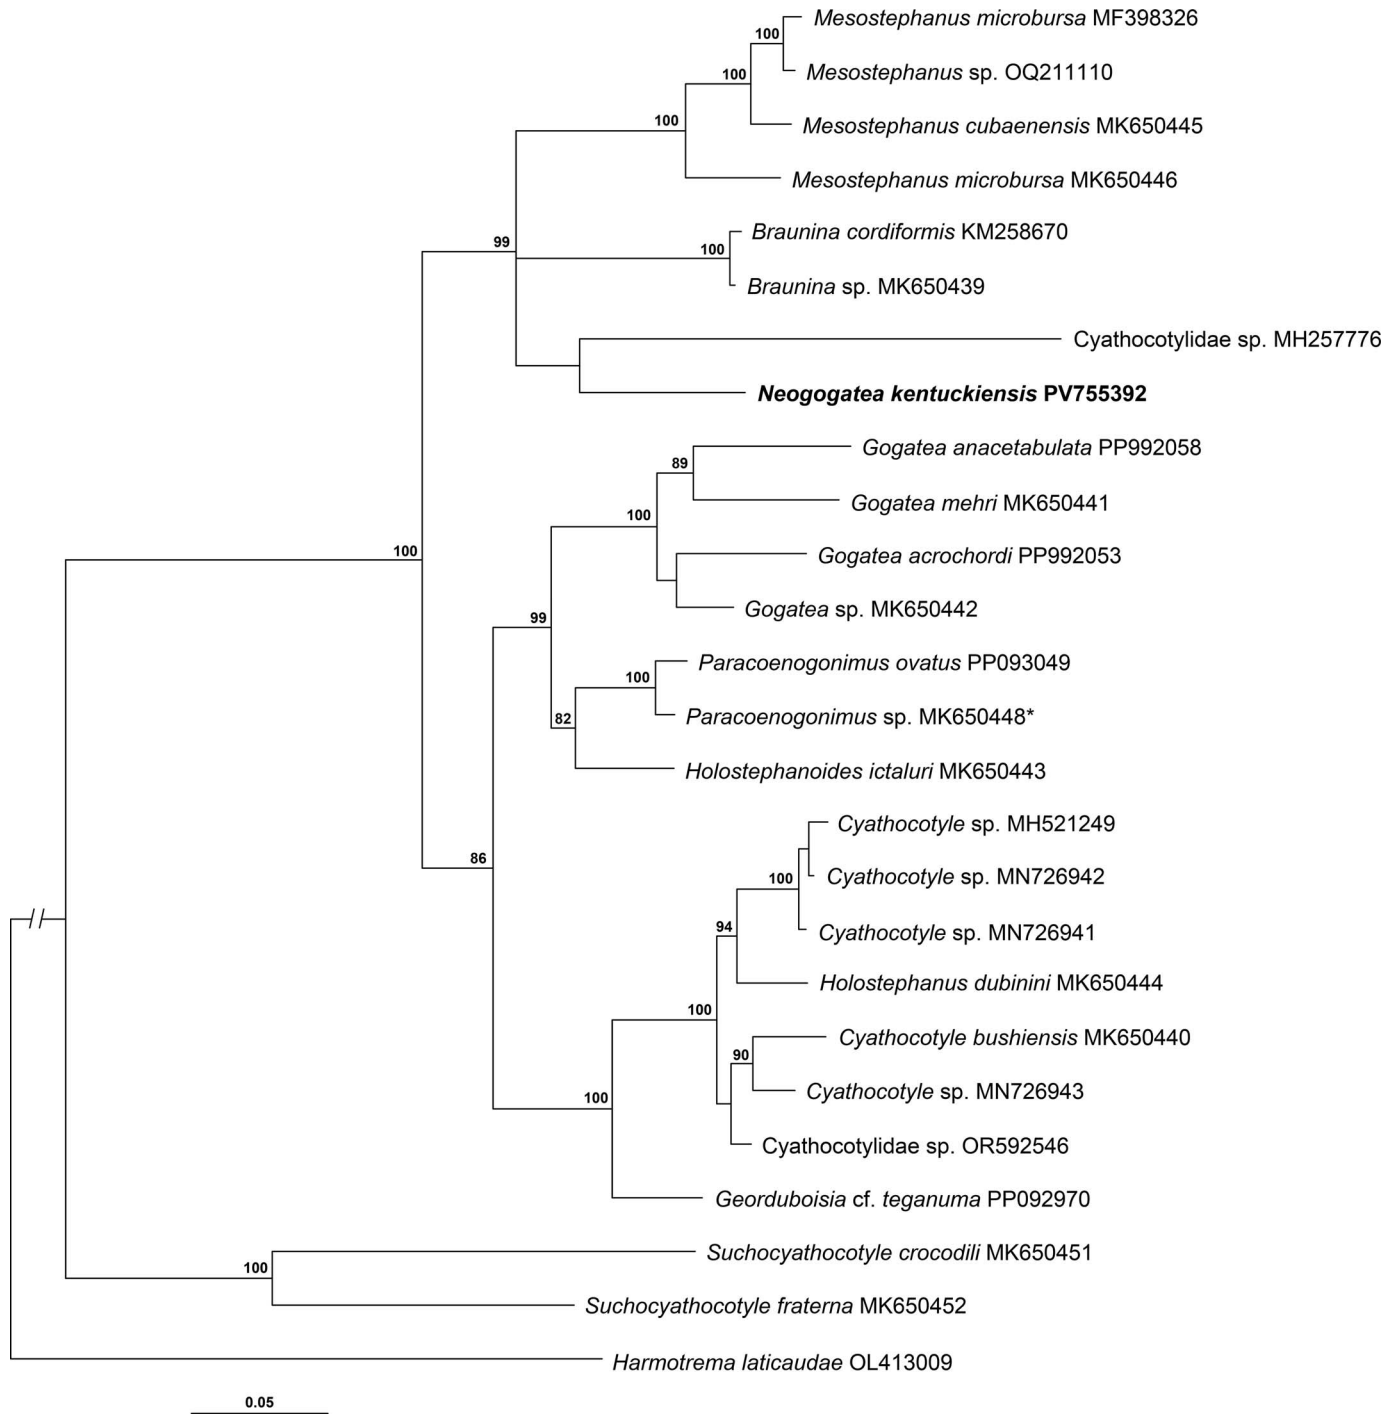 Mesostephanus microbursa MF398326
100
Mesostephanus sp. OQ211110
100
Mesostephanus cubaenensis MK650445
100
Mesostephanus microbursa MK650446
Braunina cordiformis KM258670
99
100
Braunina sp. MK650439
Cyathocotylidae sp. MH257776
Neogogatea kentuckiensis PV755392
Gogatea anacetabulata PP992058
89
Gogatea mehri MK650441
100
Gogatea acrochordi PP992053
100
Gogatea sp. MK650442
99
Paracoenogonimus ovatus PP093049
100
Paracoenogonimus sp. MK650448*
82
Holostephanoides ictaluri MK650443
Cyathocotyle sp. MH521249
86
Cyathocotyle sp. MN726942
100
Cyathocotyle sp. MN726941
94
Holostephanus dubinini MK650444
100
Cyathocotyle bushiensis MK650440
90
Cyathocotyle sp. MN726943
100
Cyathocotylidae sp. OR592546
Georduboisia cf. teganuma PP092970
Suchocyathocotyle crocodili MK650451
100
Suchocyathocotyle fraterna MK650452
Harmotrema laticaudae OL413009
0.05